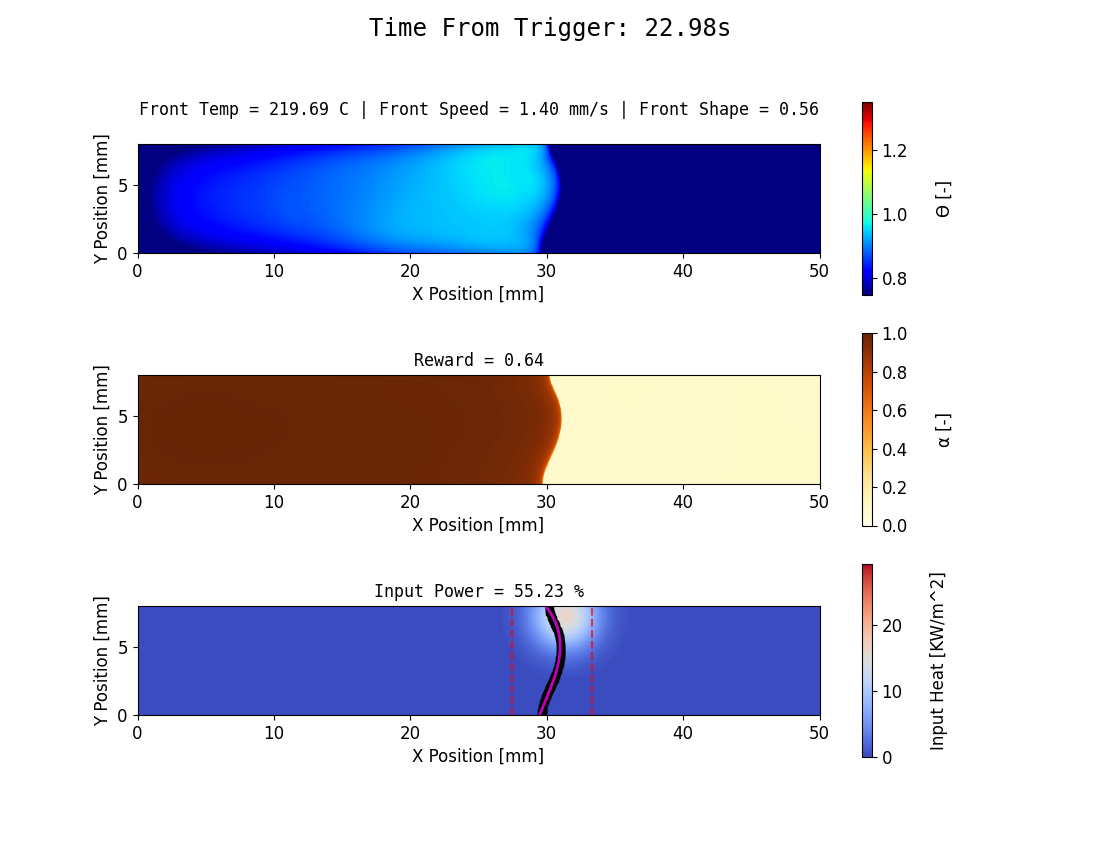 Time From Trigger: 22.98s
Front Temp = 219.69 C | Front Speed = 1.40 mm/s | Front Shape = 0.56
Y Position [mm]
5
0
0 10 20 30 40 50
X Position [mm]
1.2
1.0
0.8
Θ [-]
Reward = 0.64
Y Position [mm]
5
0
0 10 20 30 40 50
X Position [mm]
1.0
0.8
0.6
0.4
0.2
0.0
α [-]
Input Power = 55.23 %
Y Position [mm]
5
0
0 10 20 30 40 50
X Position [mm]
20
10
0
Input Heat [KW/m^2]